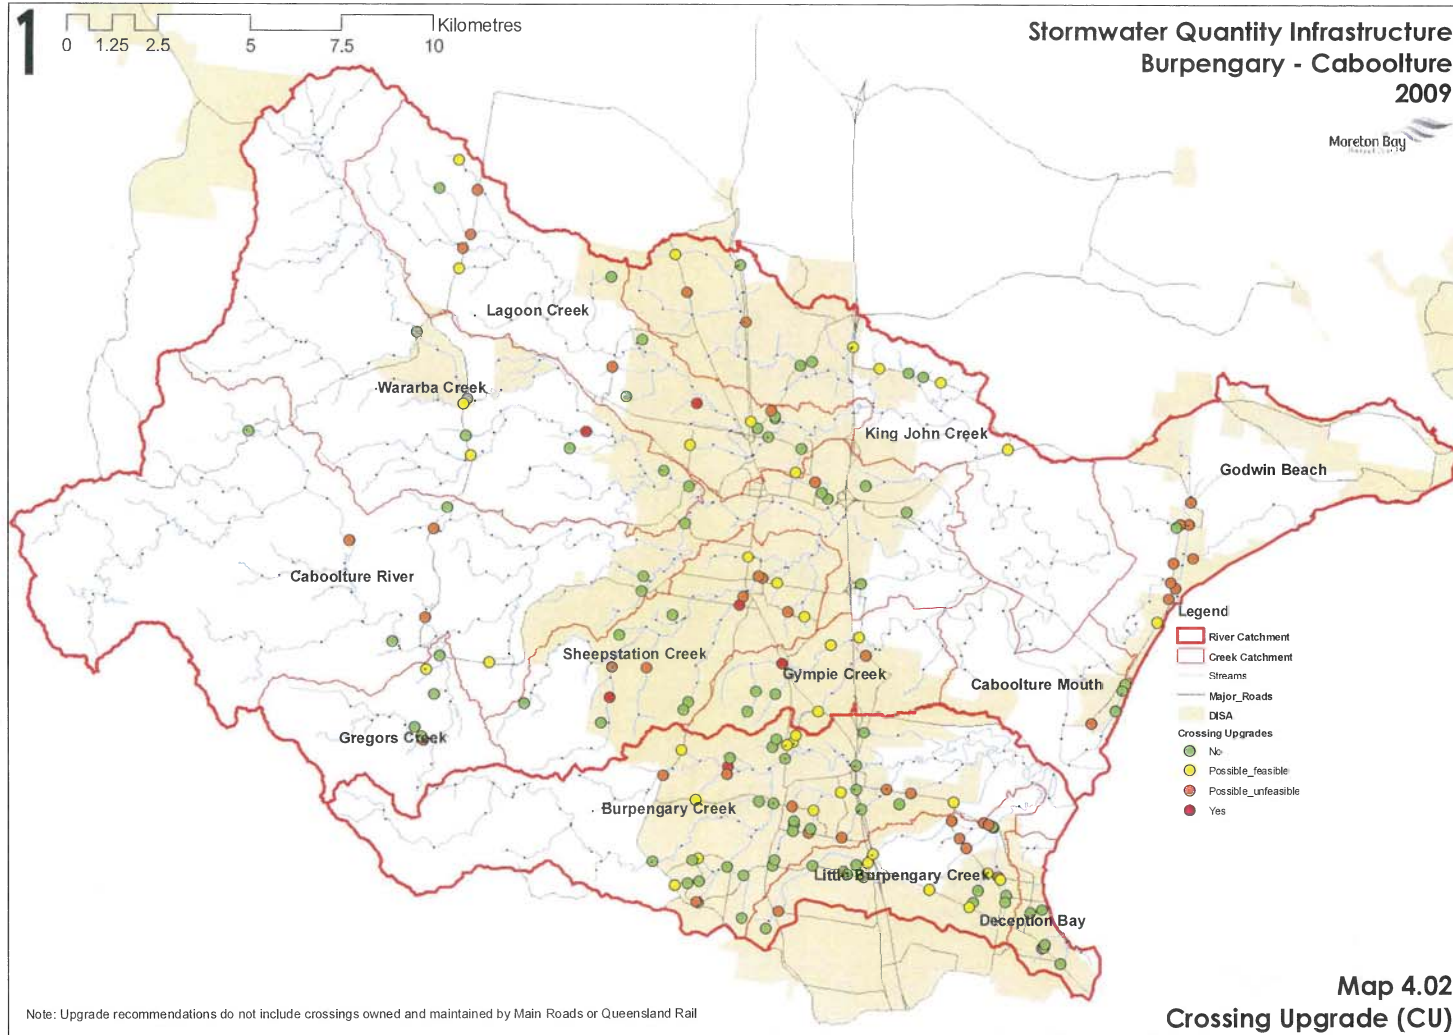 1
Kilometres
0 1.25 2.5 5 7.5 10
Stormwater Quantity Infrastructure
Burpengary - Caboolture
2009
Moreton Bay
Lagoon Creek
Wararba Creek
King John Creek
Godwin Beach
Caboolture River
Sheepstation Creek
Gympie Creek
Caboolture Mouth
Gregors Creek
Burpengary Creek
Little Burpengary Creek
Deception Bay
Legend
River Catchment
Creek Catchment
Streams
Major_Roads
DISA
Crossing Upgrades
No
Possible_feasible
Possible_unfeasible
Yes
Note: Upgrade recommendations do not include crossings owned and maintained by Main Roads or Queensland Rail
Map 4.02
Crossing Upgrade (CU)